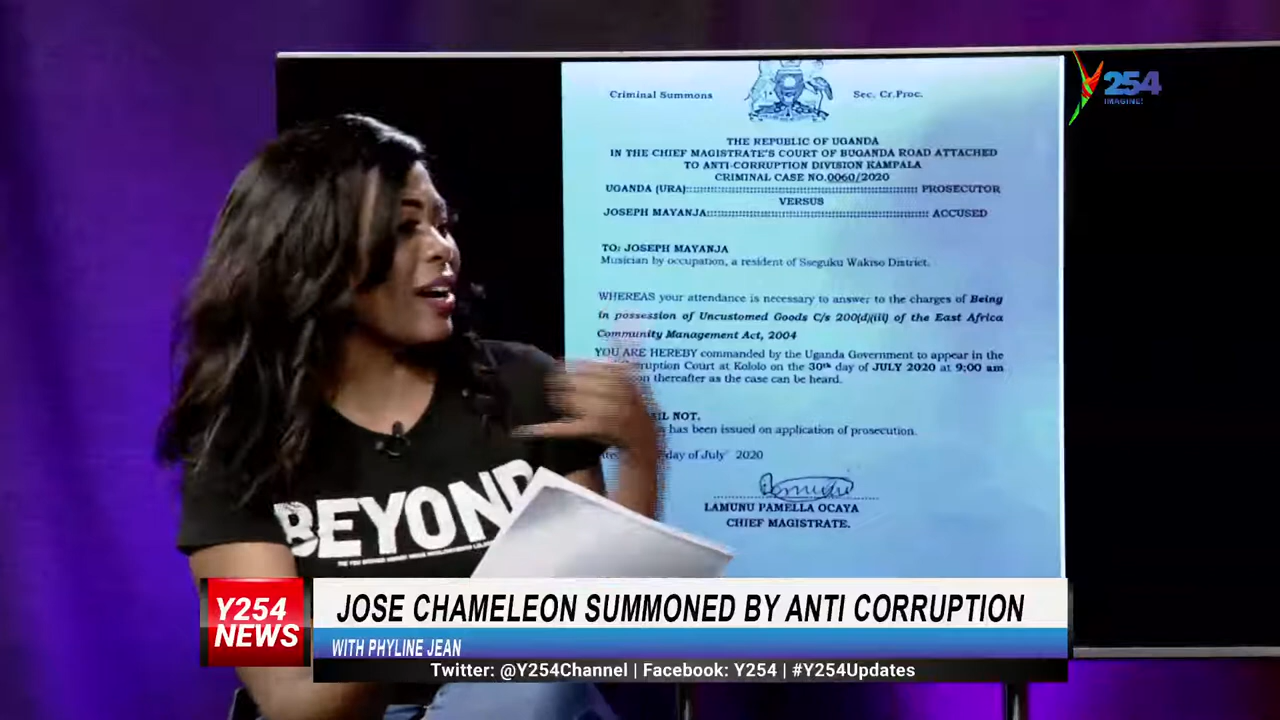 254
IMAGINE!
Criminal Summons
Sec. Cr.Proc.
THE REPUBLIC OF UGANDA
IN THE CHIEF MAGISTRATE'S COURT OF BUGANDA ROAD ATTACHED
TO ANTI-CORRUPTION DIVISION KAMPALA
CRIMINAL CASE NO.0060/2020
UGANDA (URA):::::::::::::::::::::::::::::::::::::::::::::::::::::: PROSECUTOR
VERSUS
JOSEPH MAYANJA:::::::::::::::::::::::::::::::::::::::::::::::::::: ACCUSED
TO: JOSEPH MAYANJA
Musician by occupation, a resident of Sseguku Wakiso District.
WHEREAS your attendance is necessary to answer to the charges of Being
in possession of Uncustomed Goods C/s 200(d)(iii) of the East Africa
Community Management Act, 2004
YOU ARE HEREBY commanded by the Uganda Government to appear in the
Court at Kololo on the 30th day of JULY 2020 at 9:00 am
thereafter as the case can be heard.
NOT.
has been issued on application of prosecution.
day of July 2020
LAMUNU PAMELLA OCAYA
CHIEF MAGISTRATE.
BEYOND
Y254
NEWS
JOSE CHAMELEON SUMMONED BY ANTI CORRUPTION
WITH PHYLINE JEAN
Twitter: @Y254Channel | Facebook: Y254 | #Y254Updates